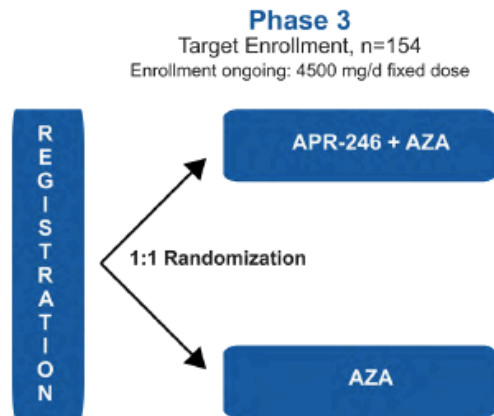 Phase 3
Target Enrollment, n=154
Enrollment ongoing: 4500 mg/d fixed dose
REGISTRATION
APR-246 + AZA
1:1 Randomization
AZA